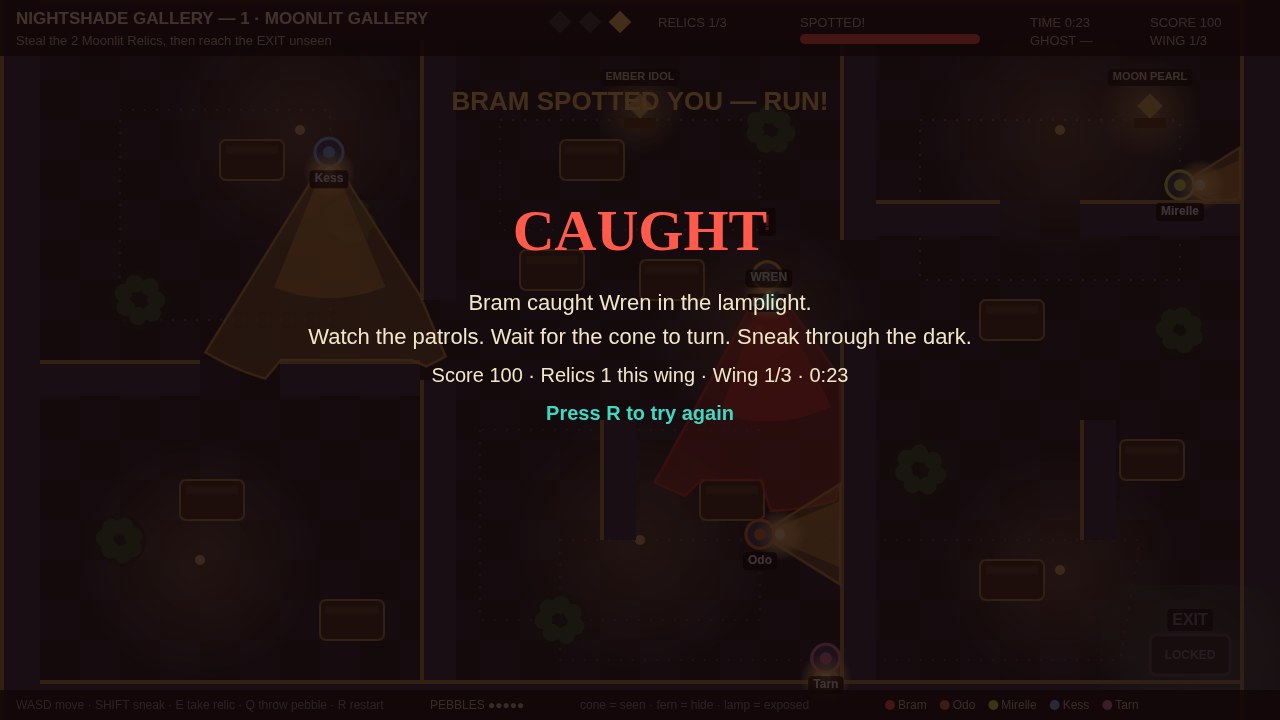 NIGHTSHADE GALLERY — 1 · MOONLIT GALLERY
Steal the 2 Moonlit Relics, then reach the EXIT unseen
RELICS 1/3
SPOTTED!
TIME 0:23
GHOST —
SCORE 100
WING 1/3
EMBER IDOL
MOON PEARL
BRAM SPOTTED YOU — RUN!
Kess
Mirelle
CAUGHT
WREN
Bram caught Wren in the lamplight.
Watch the patrols. Wait for the cone to turn. Sneak through the dark.
Score 100 · Relics 1 this wing · Wing 1/3 · 0:23
Press R to try again
Odo
EXIT
LOCKED
Tarn
WASD move · SHIFT sneak · E take relic · Q throw pebble · R restart
PEBBLES ●●●●●
cone = seen · fern = hide · lamp = exposed
Bram
Odo
Mirelle
Kess
Tarn